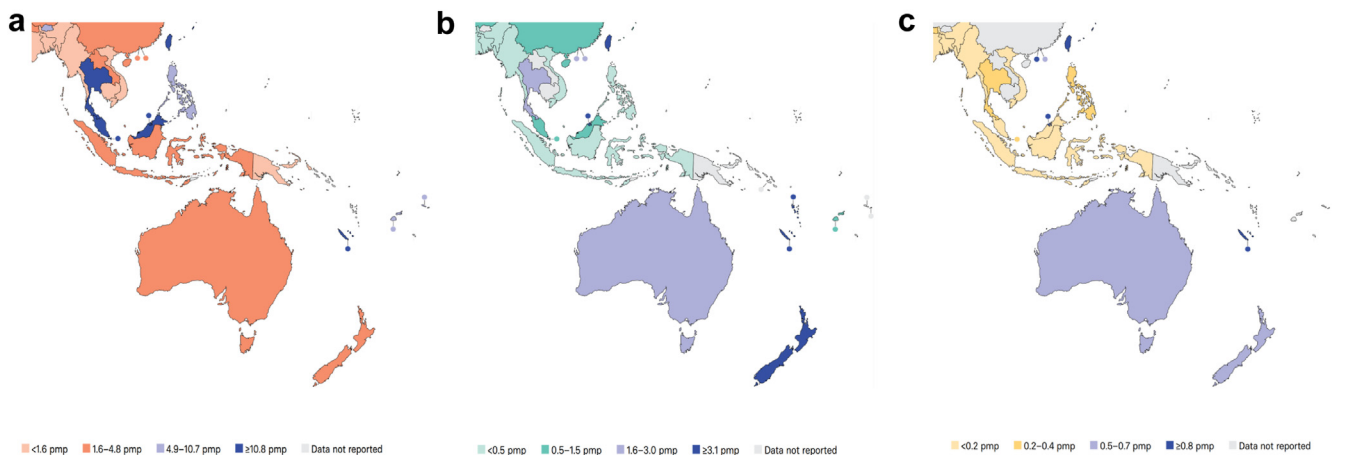 a
b
c
<1.6 pmp 1.6–4.8 pmp 4.9–10.7 pmp ≥10.8 pmp Data not reported
<0.5 pmp 0.5–1.5 pmp 1.6–3.0 pmp ≥3.1 pmp Data not reported
<0.2 pmp 0.2–0.4 pmp 0.5–0.7 pmp ≥0.8 pmp Data not reported